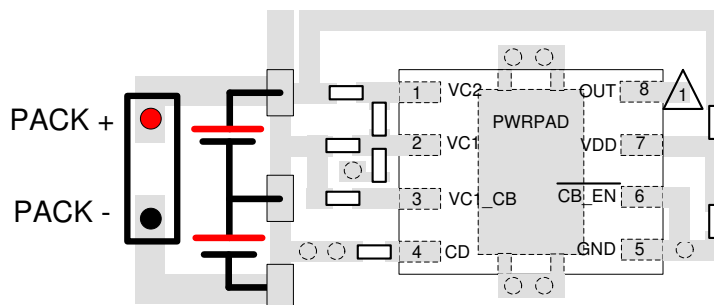 1 VC2 OUT 8 1
PACK + PWRPAD
2 VC1 VDD 7
3 VC1_CB CB_EN 6
PACK -
4 CD GND 5